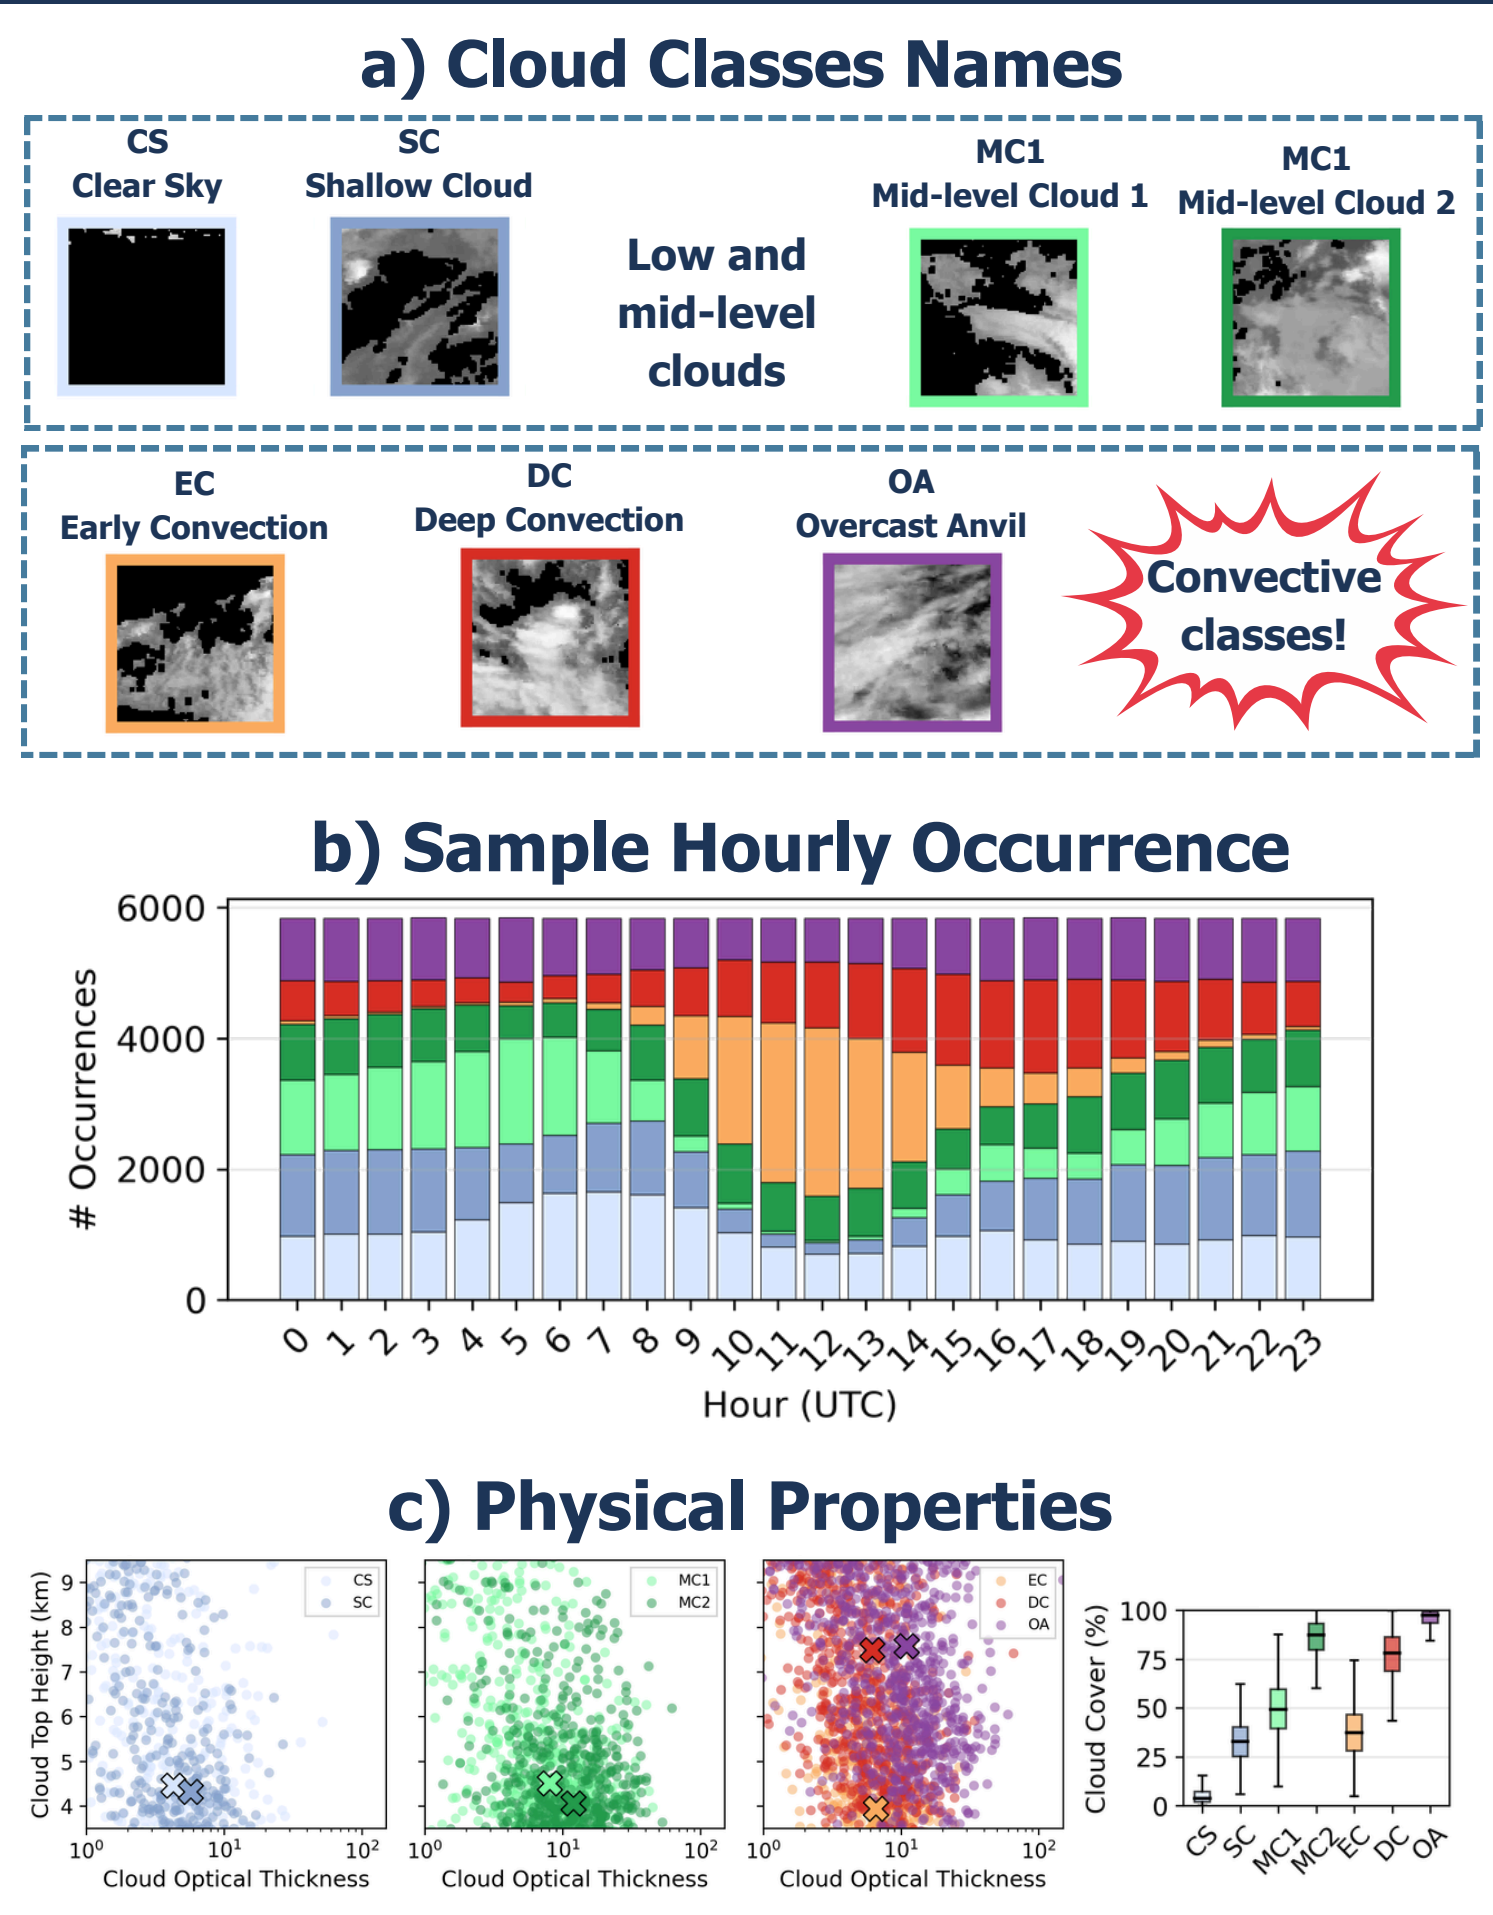 a) Cloud Classes Names
CS
Clear Sky
SC
Shallow Cloud
Low and
mid-level
clouds
MC1
Mid-level Cloud 1
MC1
Mid-level Cloud 2
EC
Early Convection
DC
Deep Convection
OA
Overcast Anvil
Convective
classes!
b) Sample Hourly Occurrence
# Occurrences
6000
4000
2000
0
0 1 2 3 4 5 6 7 8 9 10 11 12 13 14 15 16 17 18 19 20 21 22 23
Hour (UTC)
c) Physical Properties
Cloud Top Height (km)
9
8
7
6
5
4
CS
SC
10⁰ 10¹ 10²
Cloud Optical Thickness
MC1
MC2
10⁰ 10¹ 10²
Cloud Optical Thickness
EC
DC
OA
10⁰ 10¹ 10²
Cloud Optical Thickness
Cloud Cover (%)
100
75
50
25
0
CS SC MC1 MC2 EC DC OA